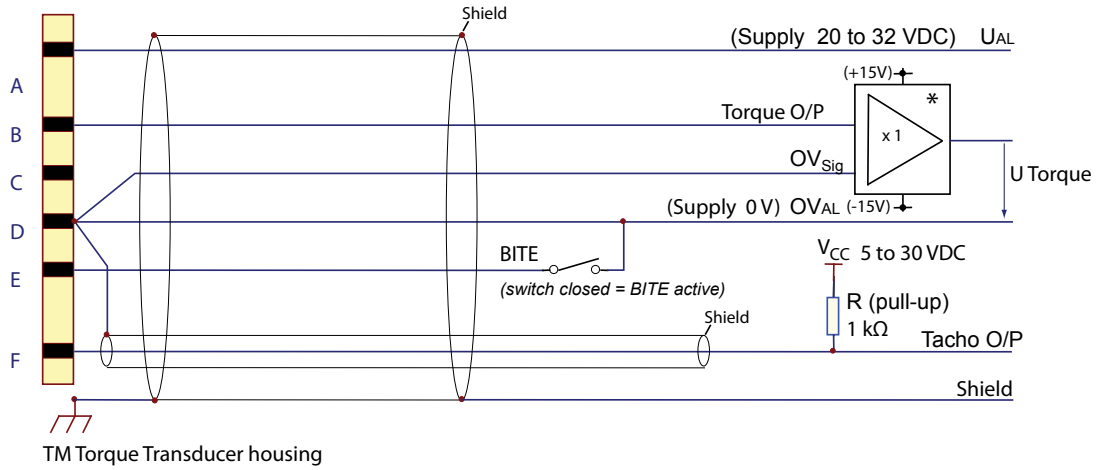 Shield
(Supply 20 to 32 VDC) UAL
A
(+15V)
*
B
Torque O/P
x 1
C
OVSig
U Torque
D
(Supply 0 V) OVAL (-15V)
E
BITE
(switch closed = BITE active)
VCC 5 to 30 VDC
R (pull-up)
1 kΩ
Shield
F
Tacho O/P
Shield
TM Torque Transducer housing